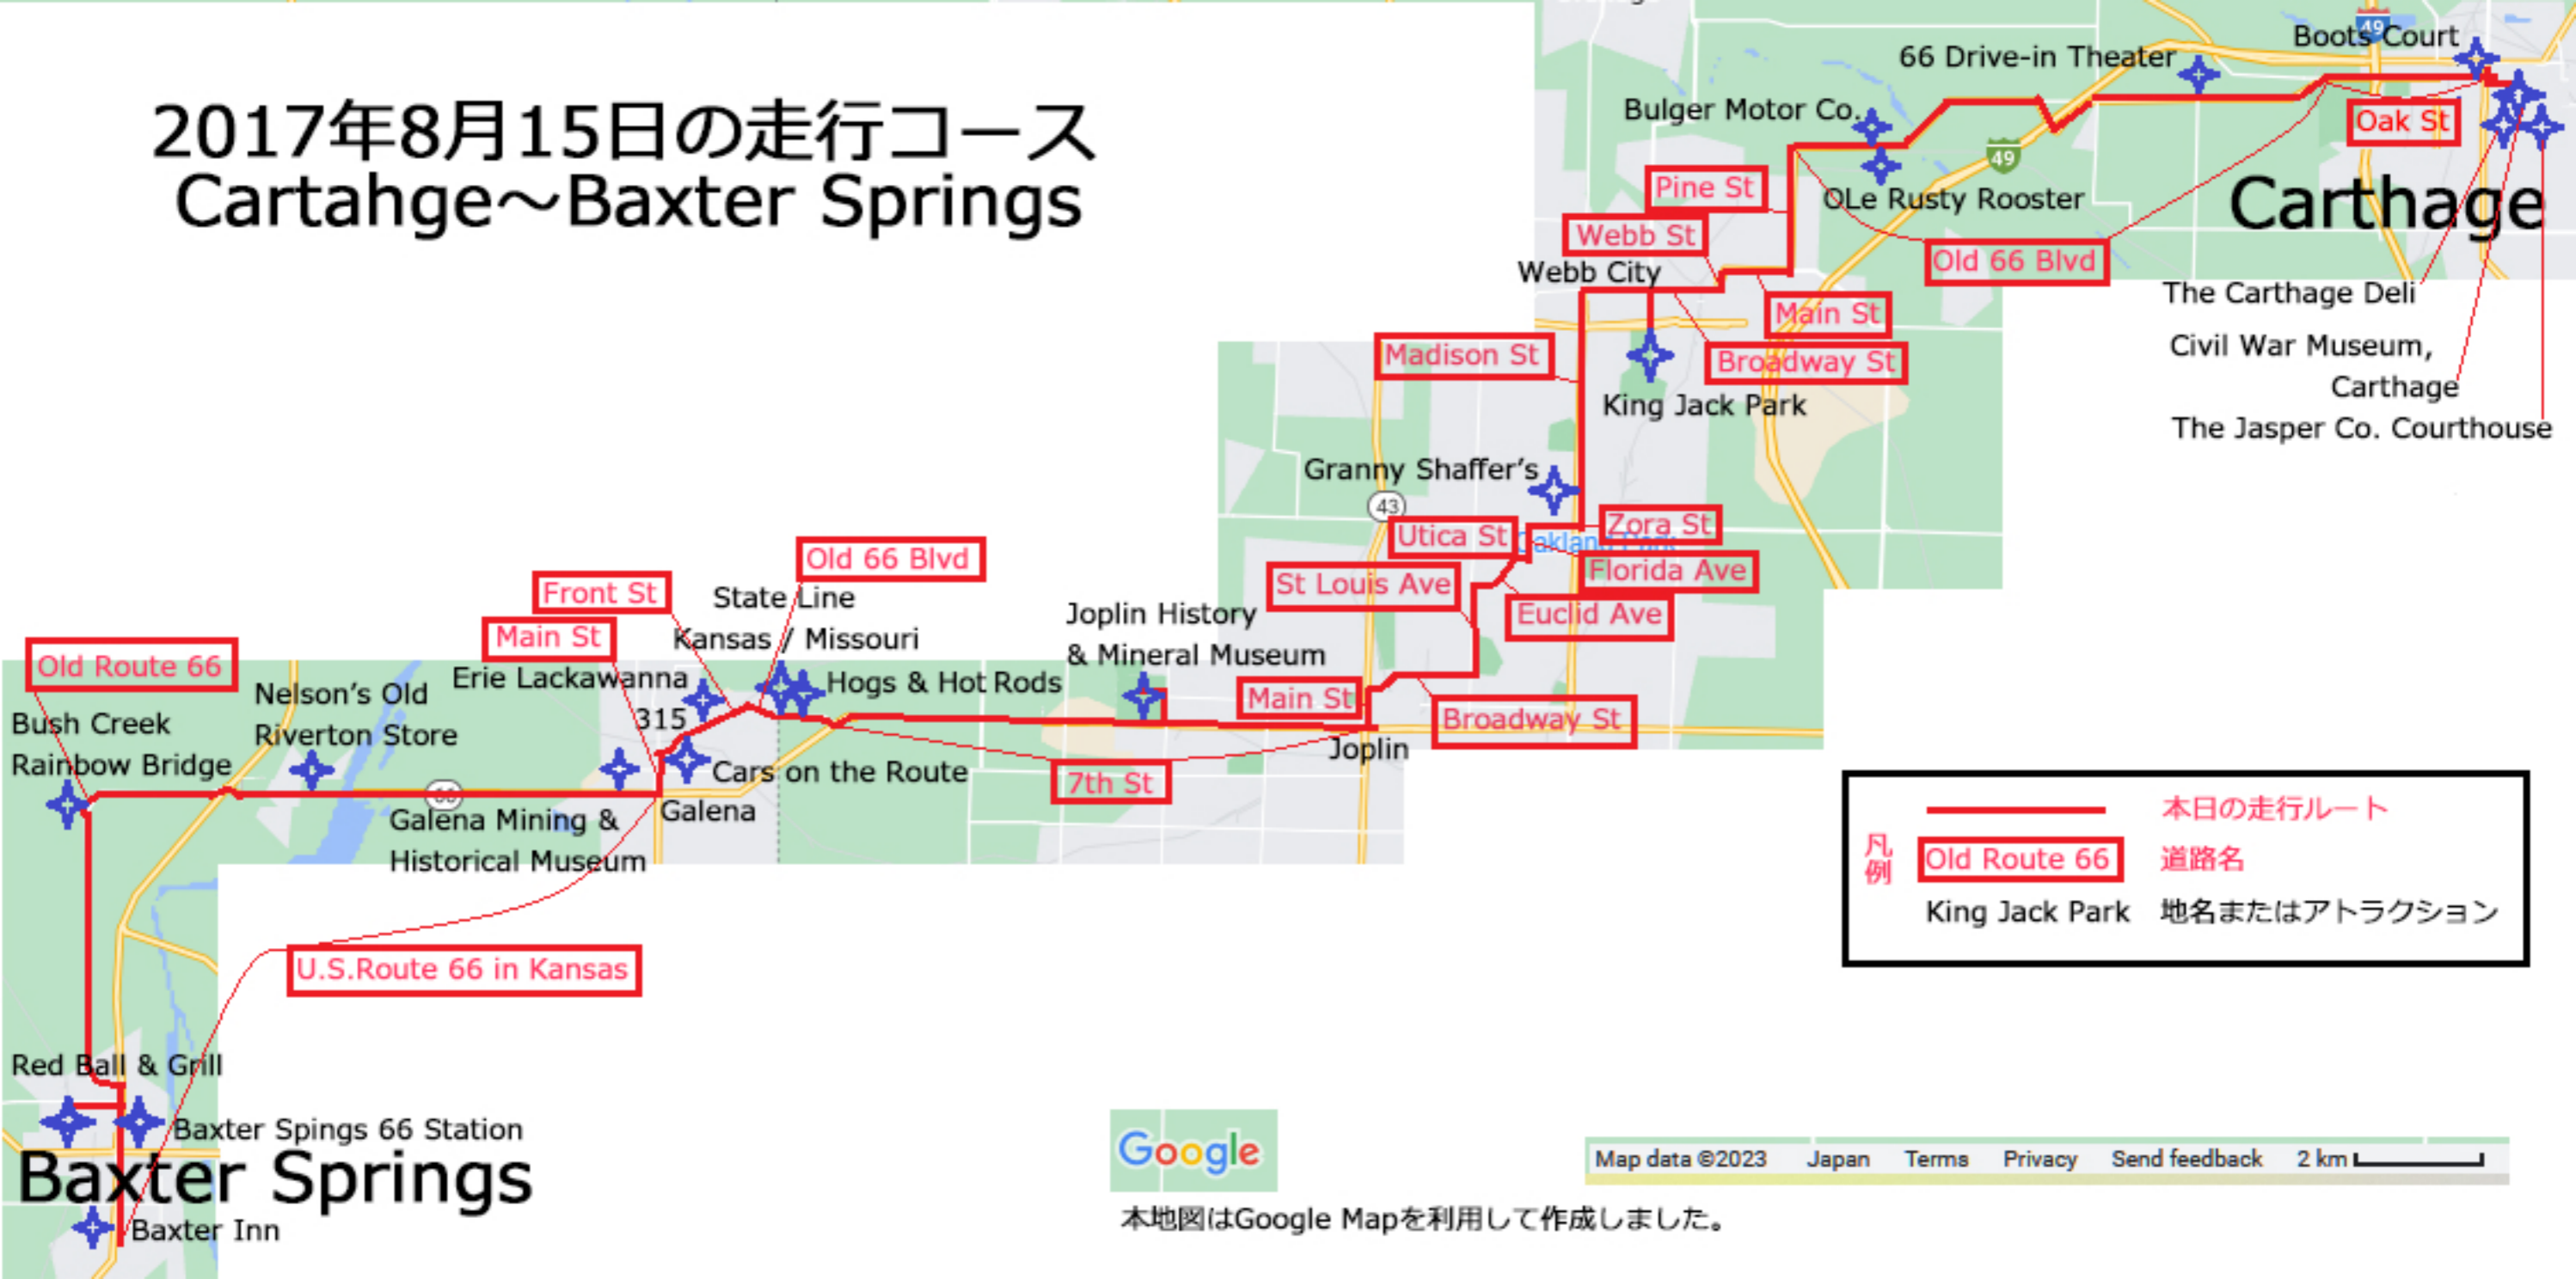 2017年8月15日の走行コース
Cartahge～Baxter Springs
49
Boots Court
66 Drive-in Theater
Bulger Motor Co.
Oak St
49
Pine St
OLe Rusty Rooster
Carthage
Webb St
Webb City
Old 66 Blvd
The Carthage Deli
Main St
Civil War Museum,
Carthage
Madison St
Broadway St
King Jack Park
The Jasper Co. Courthouse
Granny Shaffer's
43
Zora St
Utica St
Oakland Park
Florida Ave
St Louis Ave
Euclid Ave
Old 66 Blvd
Front St
State Line
Kansas / Missouri
Main St
Joplin History
& Mineral Museum
Old Route 66
Erie Lackawanna
315
Hogs & Hot Rods
Main St
Broadway St
Nelson's Old
Riverton Store
Bush Creek
Rainbow Bridge
Joplin
Cars on the Route
7th St
66
Galena
Galena Mining &
Historical Museum
U.S.Route 66 in Kansas
凡例
本日の走行ルート
Old Route 66 道路名
King Jack Park 地名またはアトラクション
Red Ball & Grill
Baxter Spings 66 Station
Baxter Springs
Baxter Inn
Google
Map data ©2023 Japan Terms Privacy Send feedback 2 km
本地図はGoogle Mapを利用して作成しました。